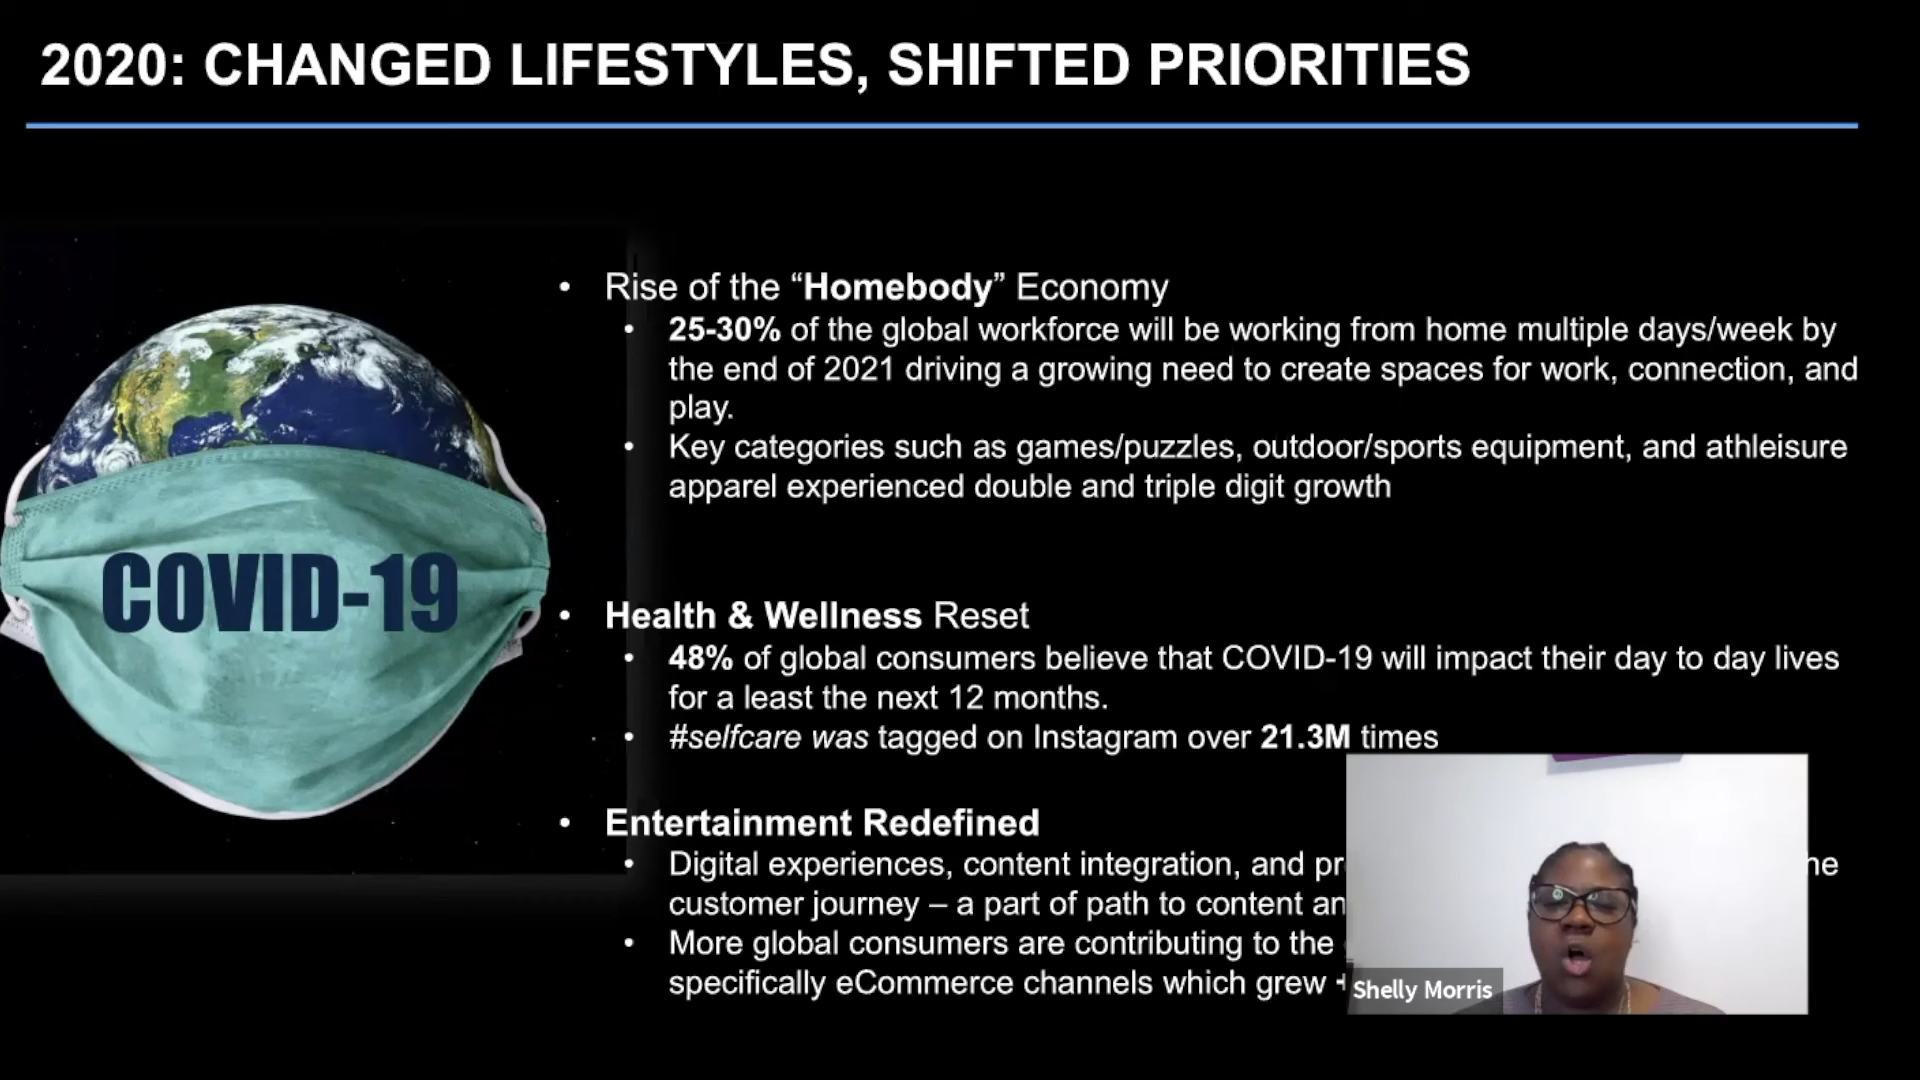 2020: CHANGED LIFESTYLES, SHIFTED PRIORITIES
• Rise of the “Homebody” Economy
• 25-30% of the global workforce will be working from home multiple days/week by
the end of 2021 driving a growing need to create spaces for work, connection, and
play.
• Key categories such as games/puzzles, outdoor/sports equipment, and athleisure
apparel experienced double and triple digit growth
COVID-19
• Health & Wellness Reset
• 48% of global consumers believe that COVID-19 will impact their day to day lives
for a least the next 12 months.
• #selfcare was tagged on Instagram over 21.3M times
• Entertainment Redefined
• Digital experiences, content integration, and
customer journey – a part of path to content
• More global consumers are contributing to the
specifically eCommerce channels which grew
Shelly Morris